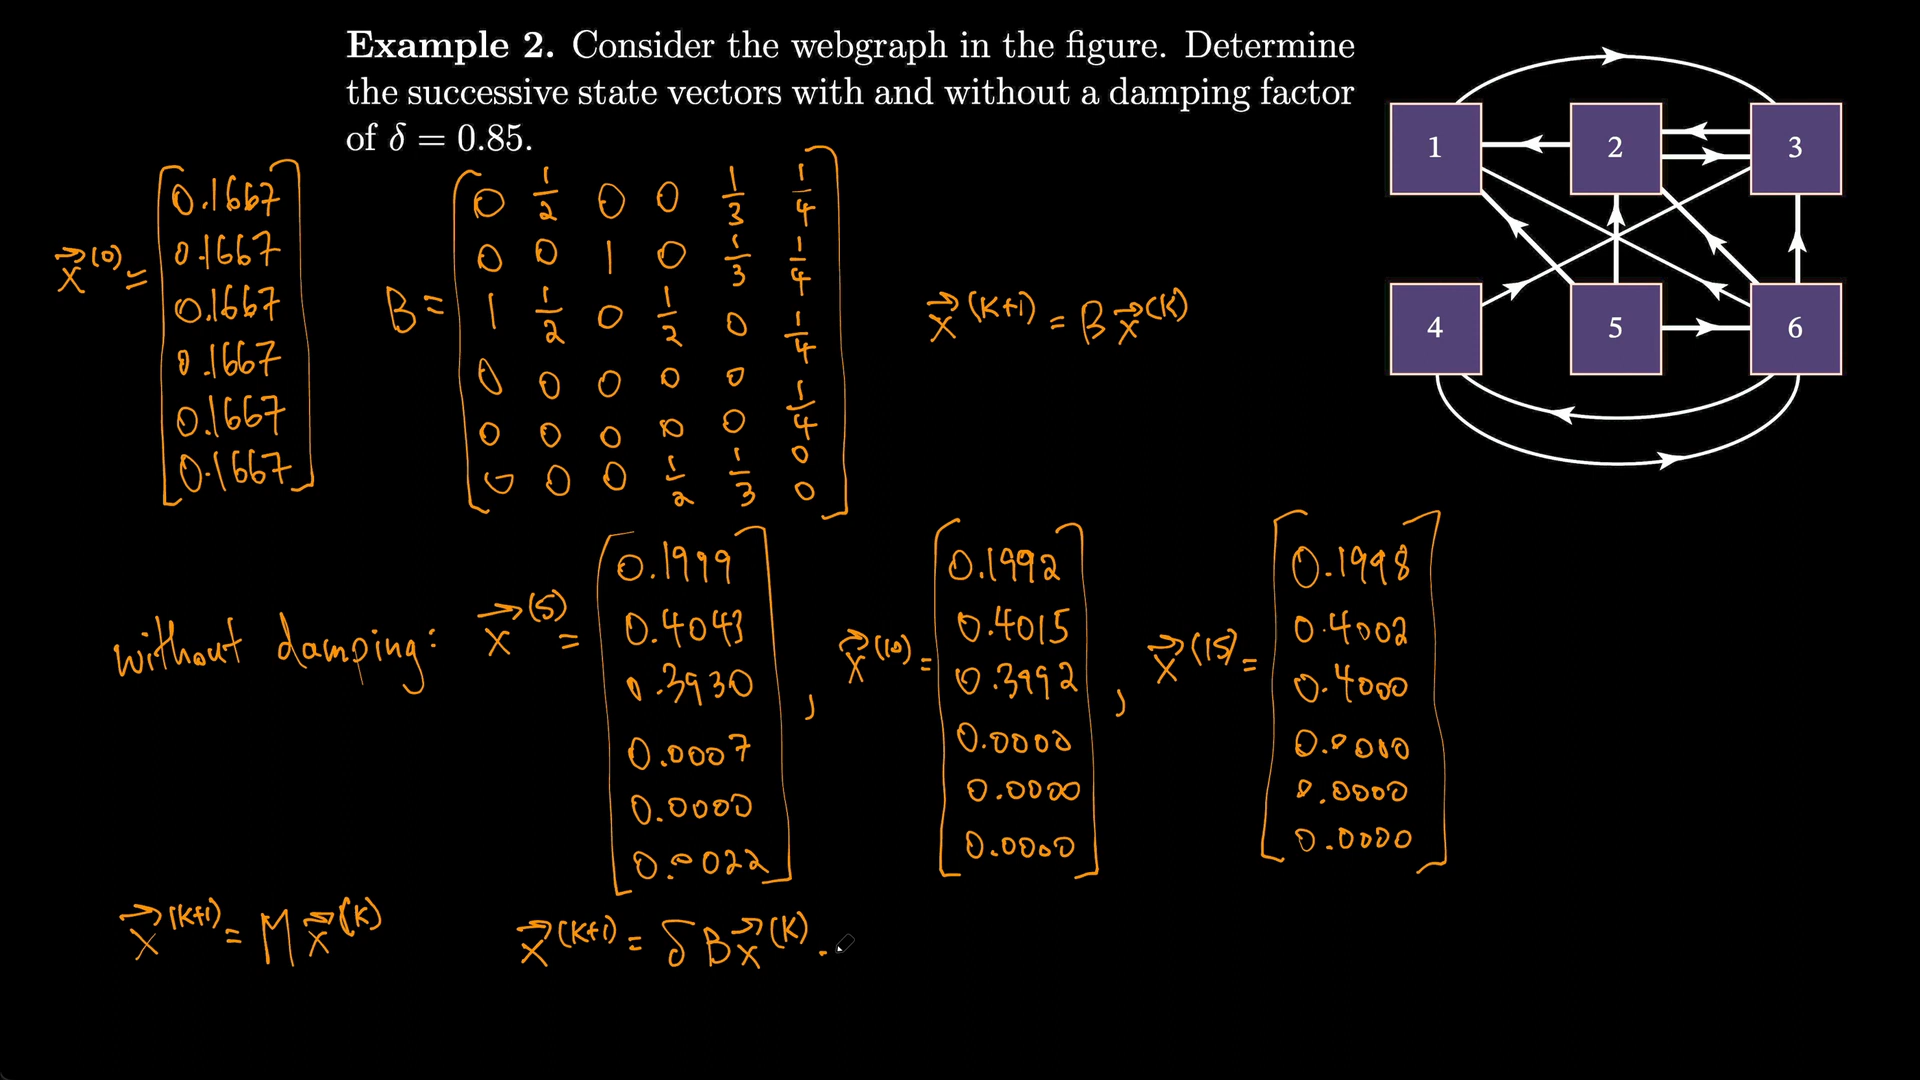 Example 2. Consider the webgraph in the figure. Determine
the successive state vectors with and without a damping factor
of δ = 0.85.
1 2 3
4 5 6
x⃗^(0) = [0.1667
0.1667
0.1667
0.1667
0.1667
0.1667]
B = [0 1/2 0 0 1/3 1/4
0 0 1 0 1/3 1/4
1 1/2 0 1/2 0 1/4
0 0 0 0 0 1/4
0 0 0 0 0 0
0 0 0 1/2 1/3 0]
x⃗^(k+1) = Bx⃗^(k)
without damping: x⃗^(5) = [0.1999
0.4043
0.3930
0.0007
0.0000
0.0022]
, x⃗^(10) = [0.1992
0.4015
0.3992
0.0000
0.0000
0.0000]
, x⃗^(15) = [0.1998
0.4002
0.4000
0.0000
0.0000
0.0000]
x⃗^(k+1) = Mx⃗^(k)
x⃗^(k+1) = δBx⃗^(k)